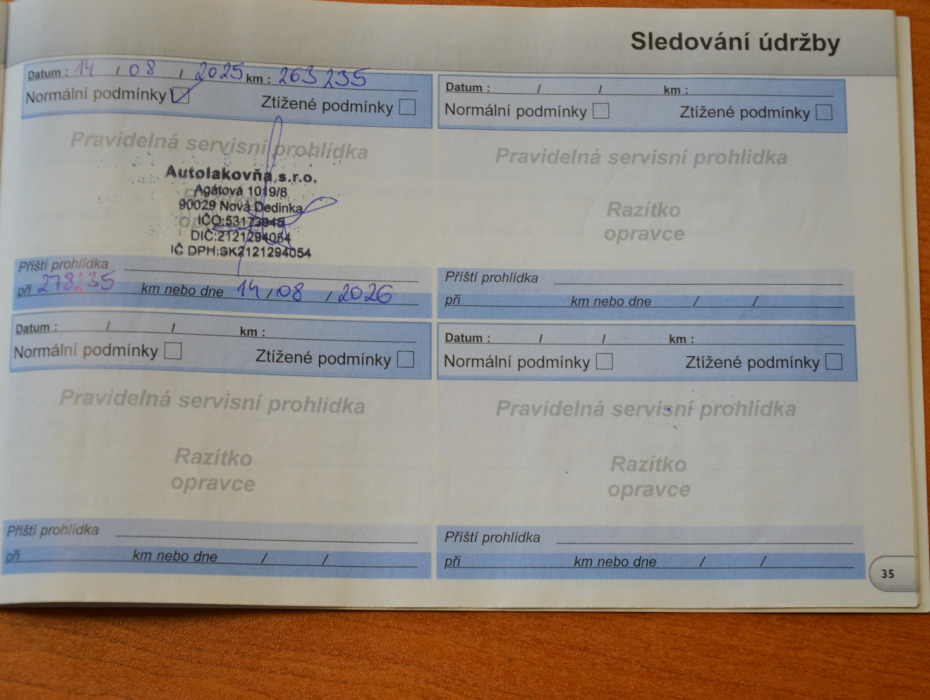 Sledování údržby
Datum : 14 / 08 / 2025 km : 263 235
Normální podmínky Ztížené podmínky
Pravidelná servisní prohlídka
Autolakovňa,s.r.o.
Agátová 1019/8
90029 Nová Dedinka
IČO:53173945
DIČ:2121294054
IČ DPH:SK2121294054
Příští prohlídka
při 278235 km nebo dne 14 / 08 / 2026
Datum : / / km :
Normální podmínky Ztížené podmínky
Pravidelná servisní prohlídka
Razítko
opravce
Příští prohlídka
při km nebo dne / /
Datum : / / km :
Normální podmínky Ztížené podmínky
Pravidelná servisní prohlídka
Razítko
opravce
Příští prohlídka
při km nebo dne / /
Datum : / / km :
Normální podmínky Ztížené podmínky
Pravidelná servisní prohlídka
Razítko
opravce
Příští prohlídka
při km nebo dne / /
35